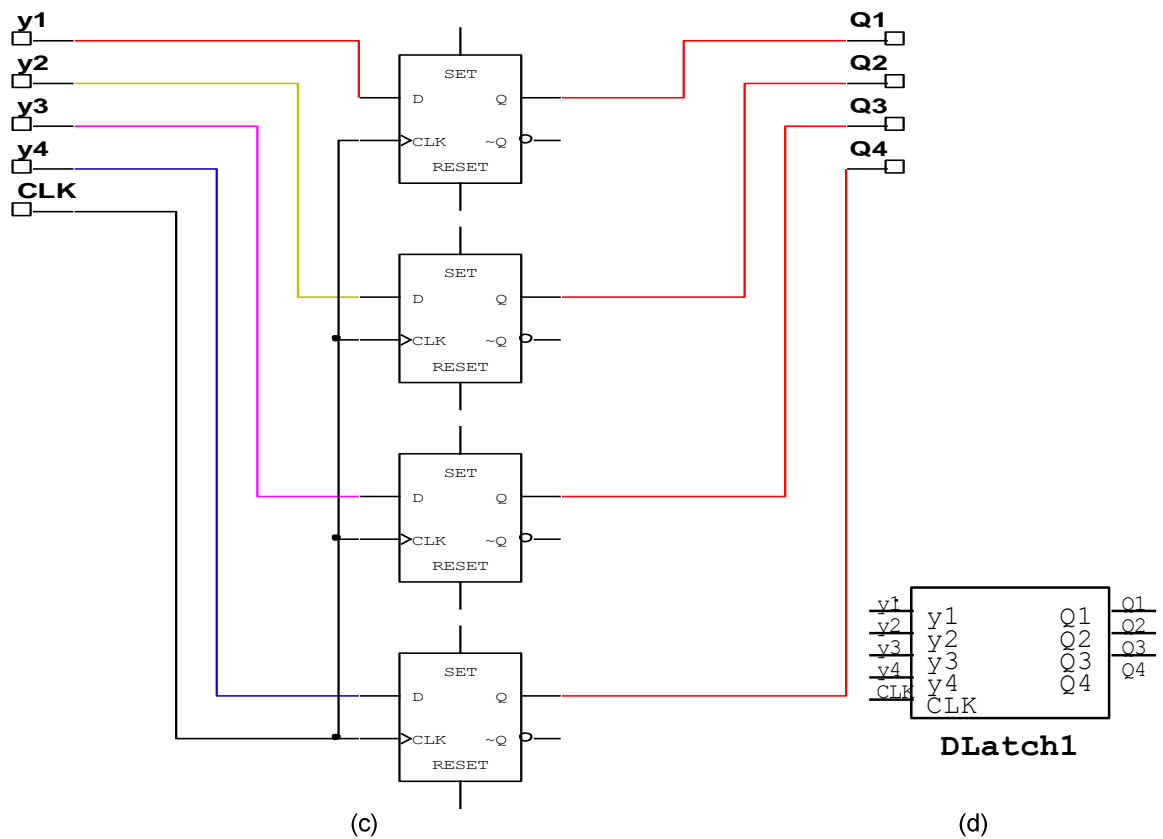 y1
y2
y3
y4
CLK
SET
D Q
CLK ~Q
RESET
SET
D Q
CLK ~Q
RESET
SET
D Q
CLK ~Q
RESET
SET
D Q
CLK ~Q
RESET
Q1
Q2
Q3
Q4
y1 y1 Q1 Q1
y2 y2 Q2 Q2
y3 y3 Q3 Q3
y4 y4 Q4 Q4
CLK CLK
DLatch1
(c) (d)